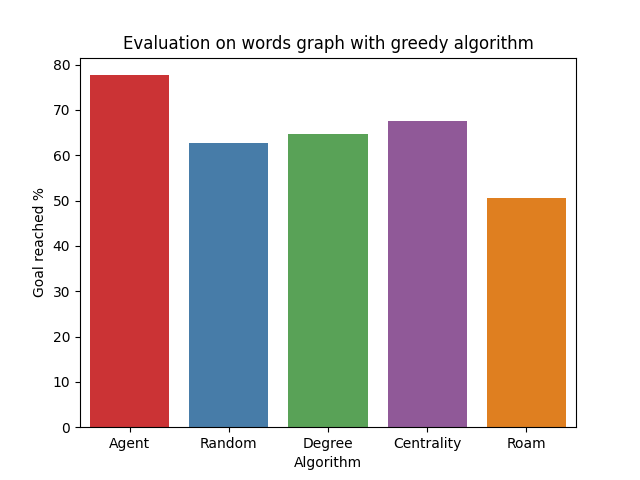 Evaluation on words graph with greedy algorithm
Goal reached %
80
70
60
50
40
30
20
10
0
Agent Random Degree Centrality Roam
Algorithm